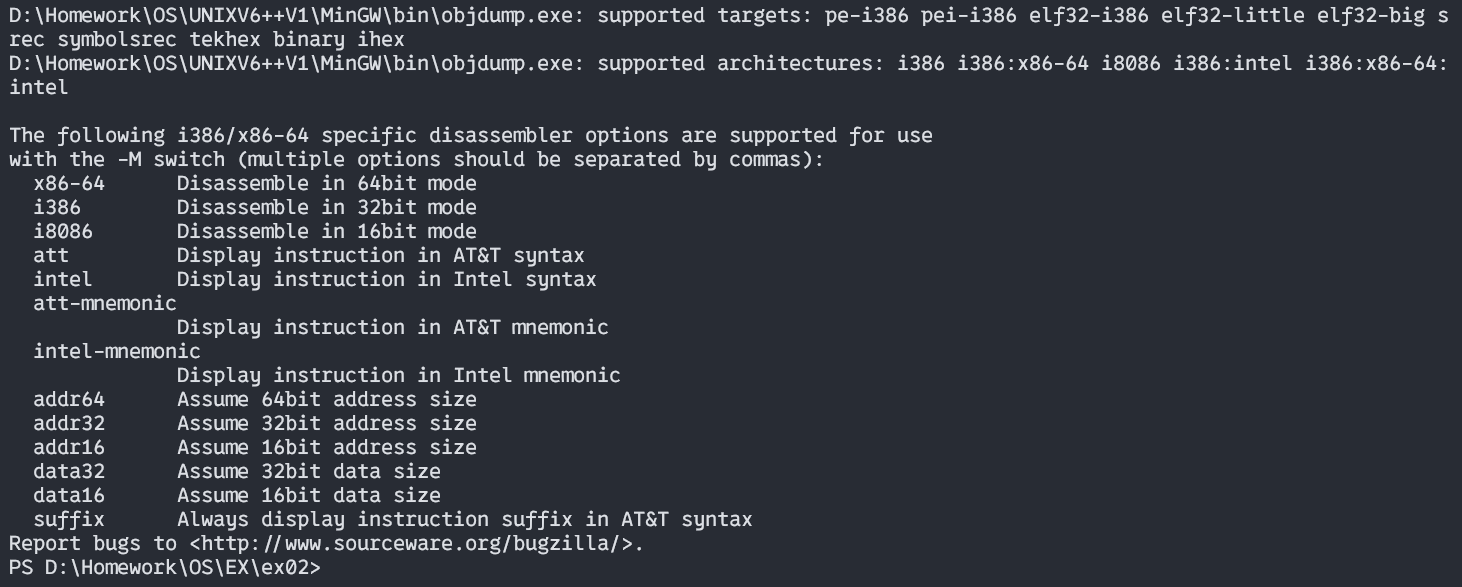 D:\Homework\OS\UNIXV6++V1\MinGW\bin\objdump.exe: supported targets: pe-i386 pei-i386 elf32-i386 elf32-little elf32-big s
rec symbolsrec tekhex binary ihex
D:\Homework\OS\UNIXV6++V1\MinGW\bin\objdump.exe: supported architectures: i386 i386:x86-64 i8086 i386:intel i386:x86-64:
intel

The following i386/x86-64 specific disassembler options are supported for use
with the -M switch (multiple options should be separated by commas):
  x86-64      Disassemble in 64bit mode
  i386        Disassemble in 32bit mode
  i8086       Disassemble in 16bit mode
  att         Display instruction in AT&T syntax
  intel       Display instruction in Intel syntax
  att-mnemonic
              Display instruction in AT&T mnemonic
  intel-mnemonic
              Display instruction in Intel mnemonic
  addr64      Assume 64bit address size
  addr32      Assume 32bit address size
  addr16      Assume 16bit address size
  data32      Assume 32bit data size
  data16      Assume 16bit data size
  suffix      Always display instruction suffix in AT&T syntax
Report bugs to <http://www.sourceware.org/bugzilla/>.
PS D:\Homework\OS\EX\ex02>